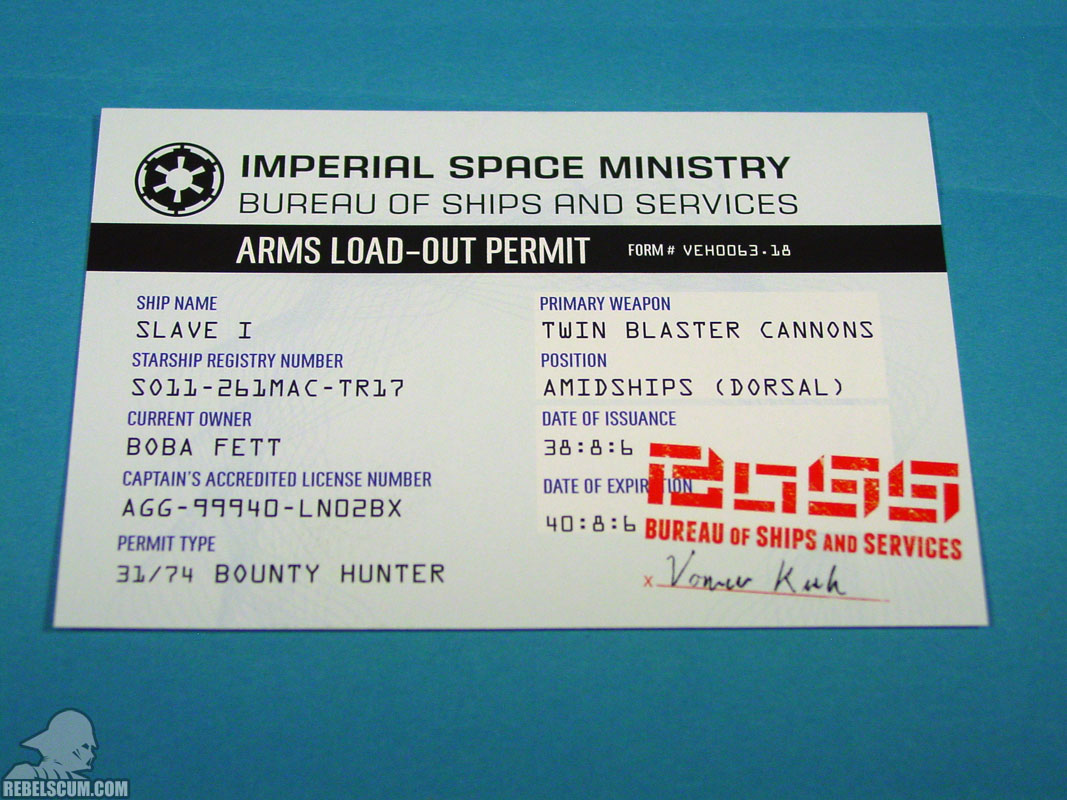 IMPERIAL SPACE MINISTRY
BUREAU OF SHIPS AND SERVICES
ARMS LOAD-OUT PERMIT FORM # VEH0063.18
SHIP NAME
SLAVE I
STARSHIP REGISTRY NUMBER
SO11-261MAC-TR17
CURRENT OWNER
BOBA FETT
CAPTAIN'S ACCREDITED LICENSE NUMBER
AGG-99940-LNO2BX
PERMIT TYPE
31/74 BOUNTY HUNTER
PRIMARY WEAPON
TWIN BLASTER CANNONS
POSITION
AMIDSHIPS (DORSAL)
DATE OF ISSUANCE
38:8:6
DATE OF EXPIRATION
40:8:6
BoSS
BUREAU OF SHIPS AND SERVICES
x
REBELSCUM.COM